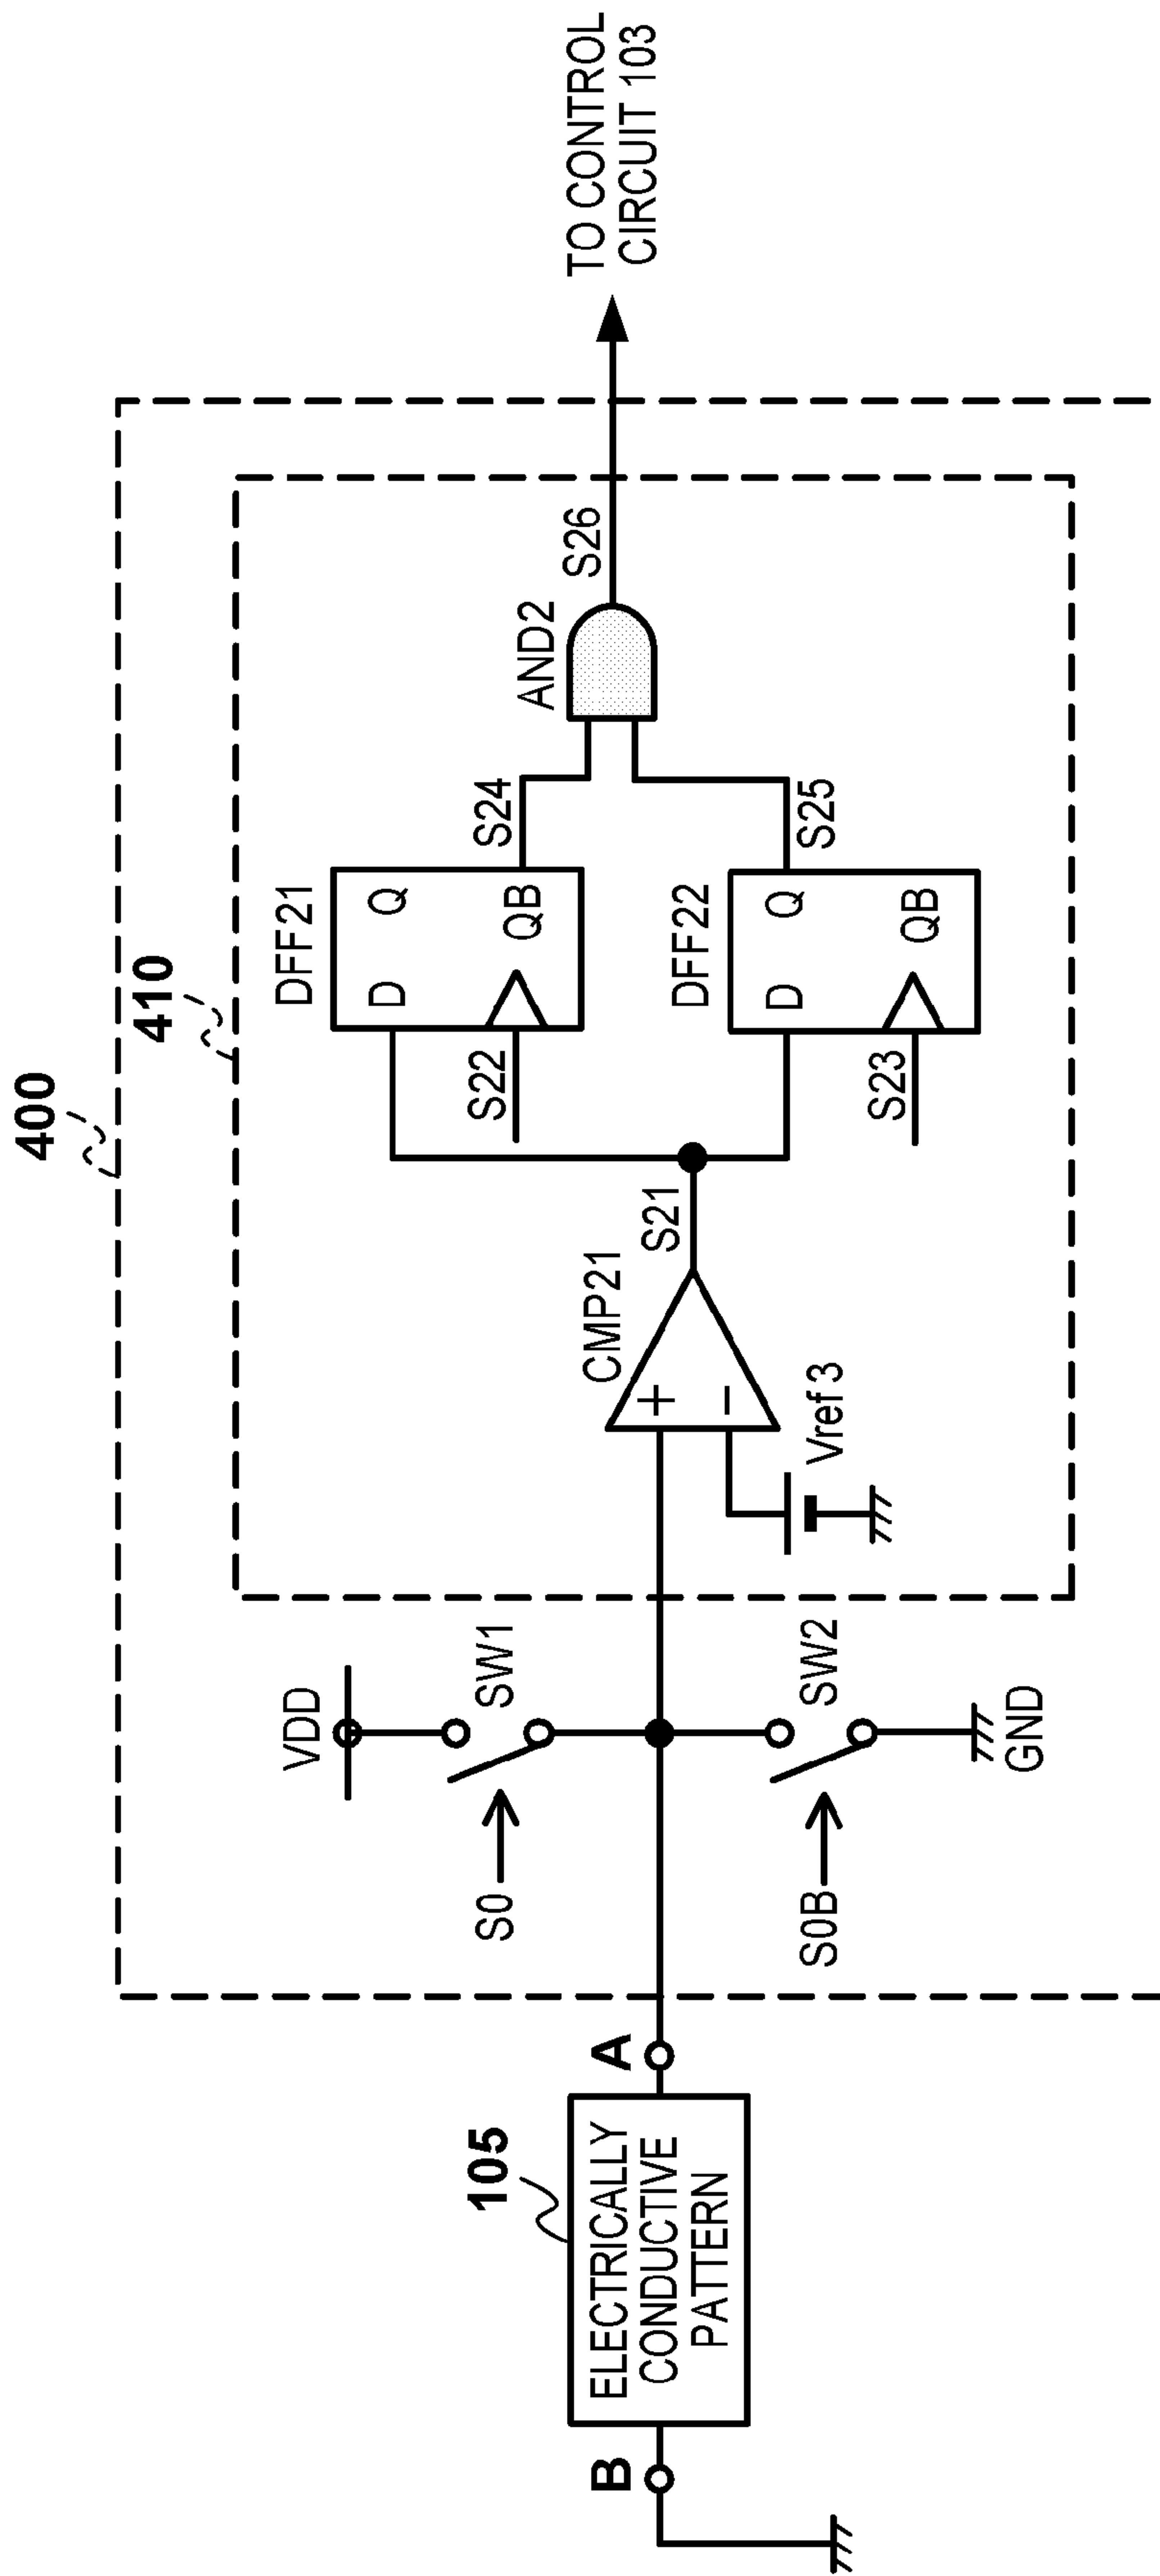 400
410
VDD
S0
SW1
S0B
SW2
GND
B
105
ELECTRICALLY
CONDUCTIVE
PATTERN
A
CMP21
+
−
Vref 3
S21
DFF21
D
Q
QB
S22
S24
DFF22
D
Q
QB
S23
S25
AND2
S26
TO CONTROL
CIRCUIT 103